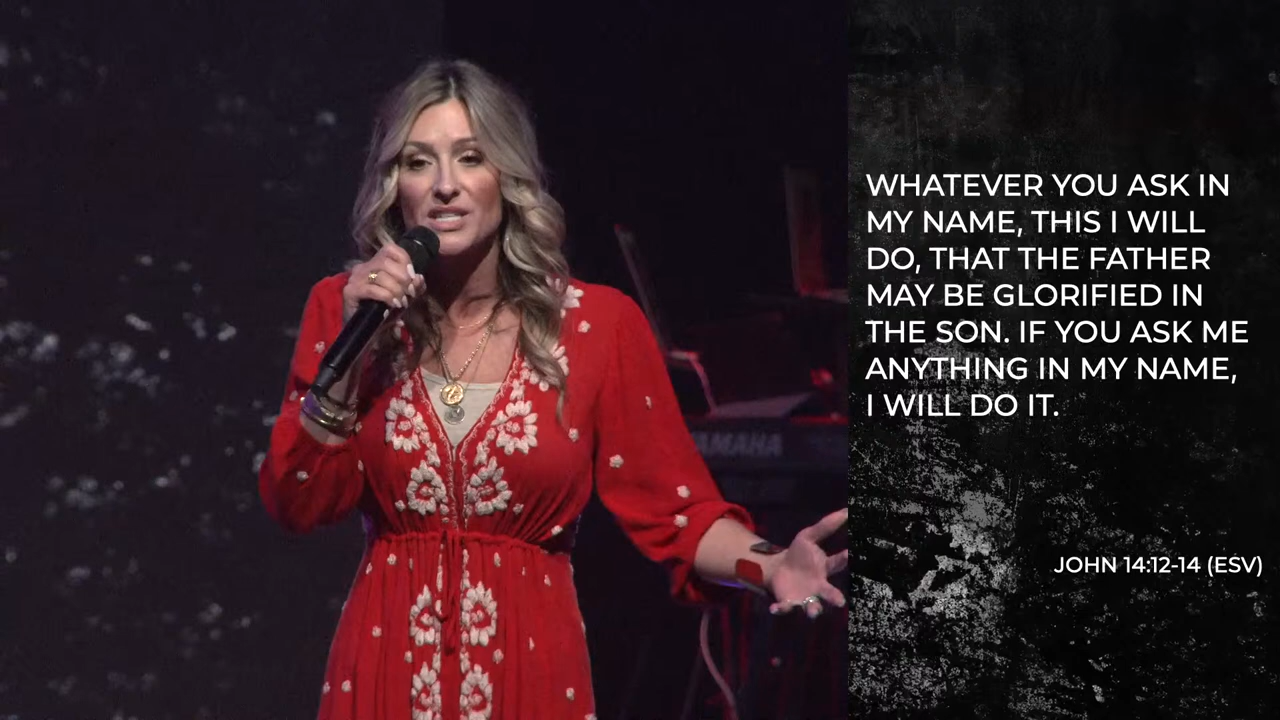 WHATEVER YOU ASK IN
MY NAME, THIS I WILL
DO, THAT THE FATHER
MAY BE GLORIFIED IN
THE SON. IF YOU ASK ME
ANYTHING IN MY NAME,
I WILL DO IT.
YAMAHA
JOHN 14:12-14 (ESV)